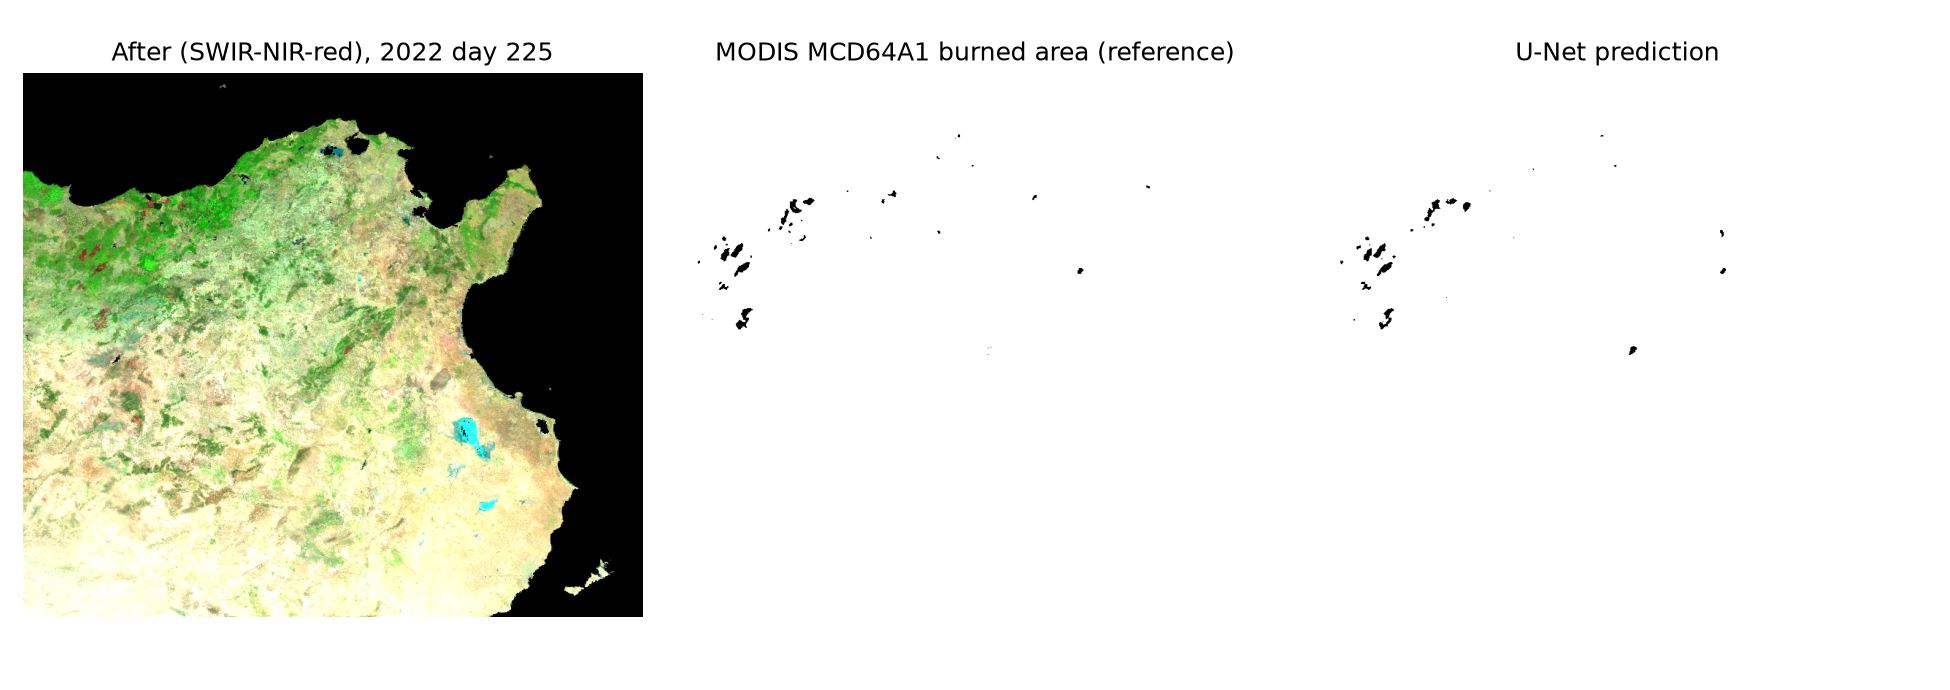 After (SWIR-NIR-red), 2022 day 225
MODIS MCD64A1 burned area (reference)
U-Net prediction